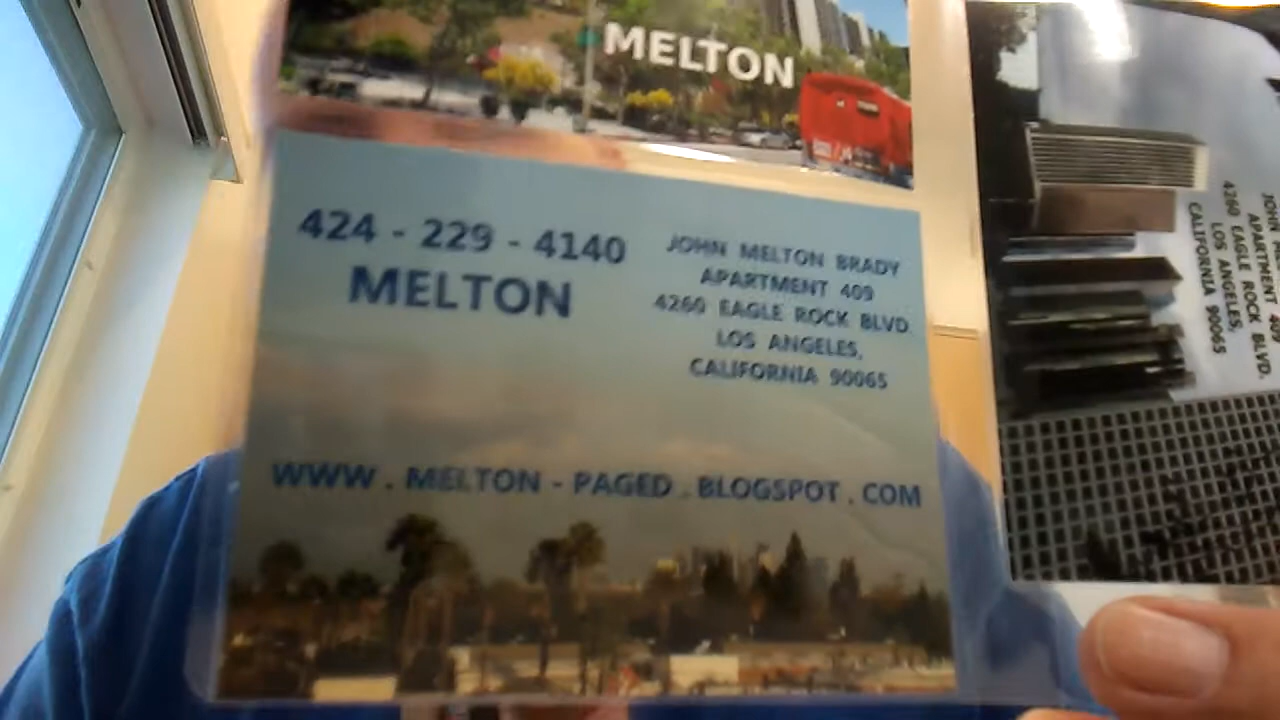 MELTON
424 - 229 - 4140
MELTON
JOHN MELTON BRADY
APARTMENT 409
4260 EAGLE ROCK BLVD.
LOS ANGELES,
CALIFORNIA 90065
WWW . MELTON - PAGED . BLOGSPOT . COM
JOHN
APARTMENT 409
4260 EAGLE ROCK BLVD.
LOS ANGELES,
CALIFORNIA 90065